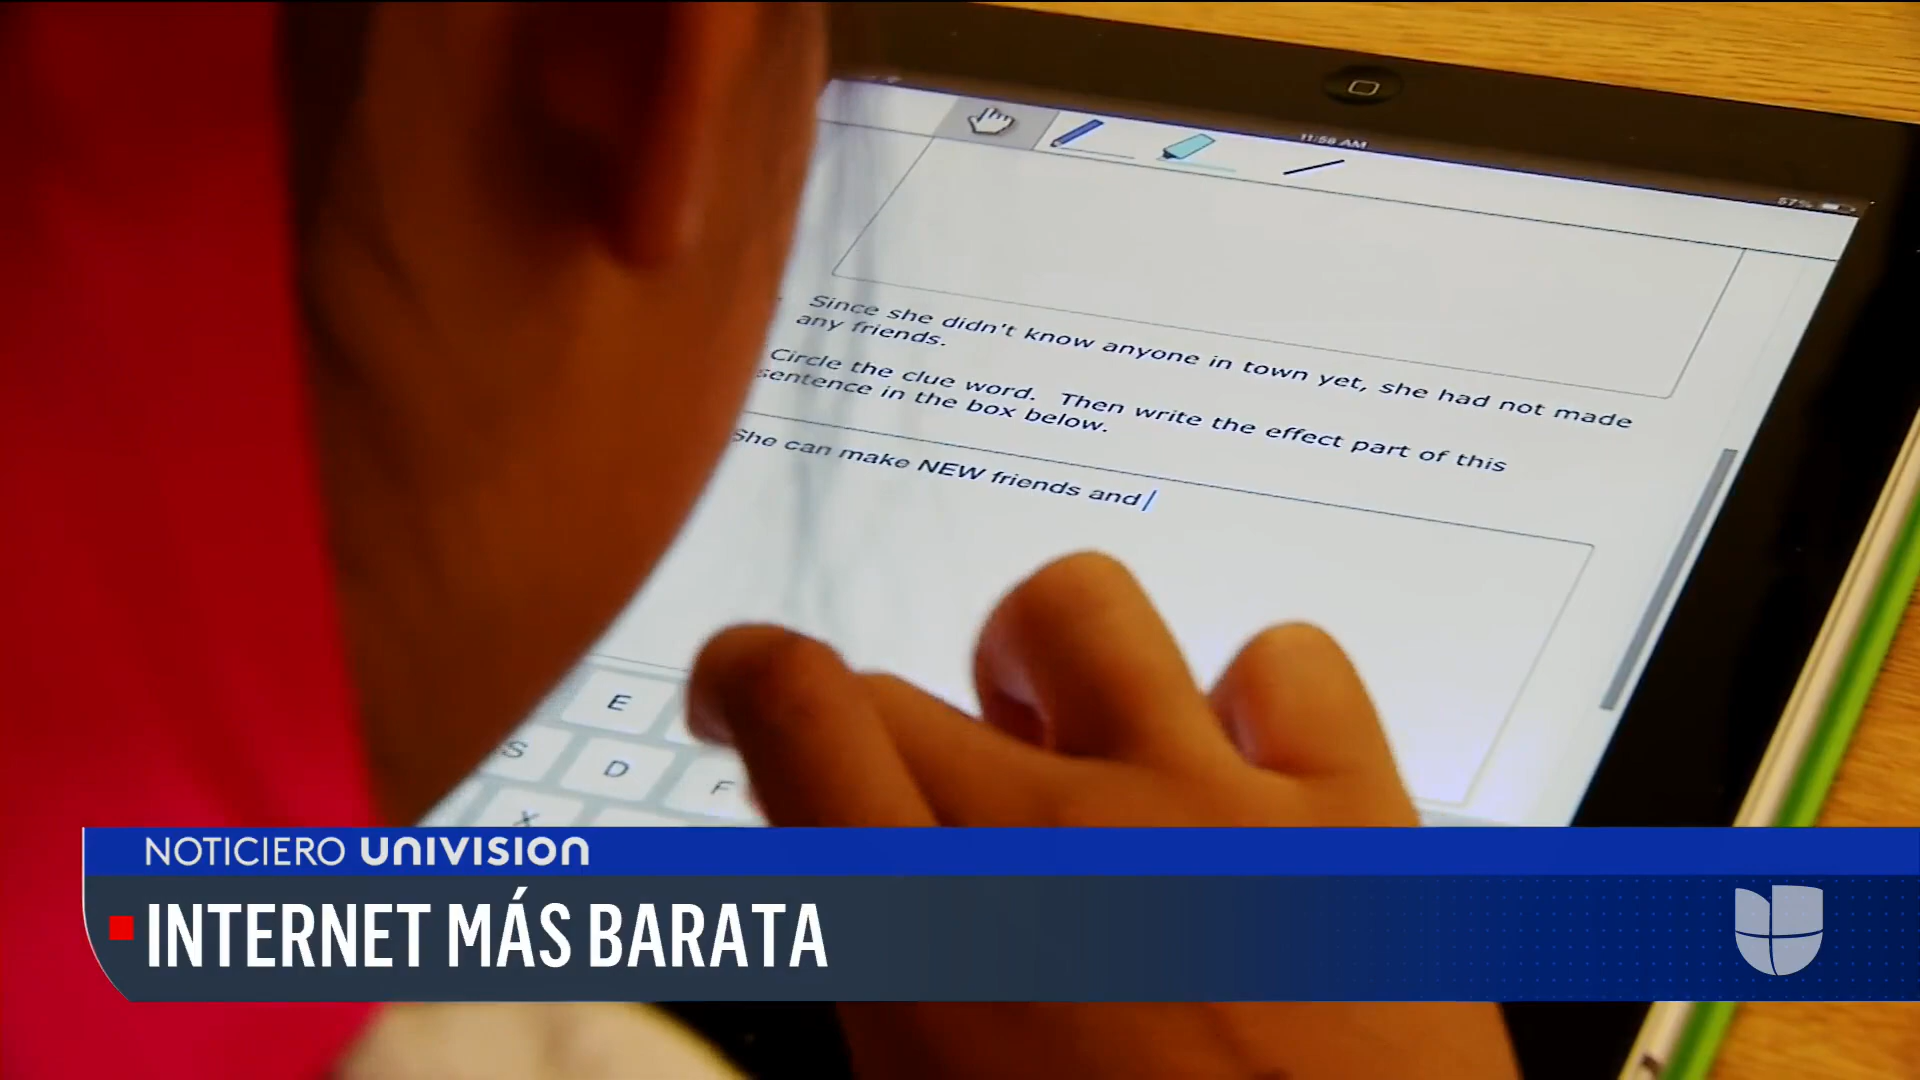 11:58 AM
57%
Since she didn't know anyone in town yet, she had not made
any friends.
Circle the clue word. Then write the effect part of this
sentence in the box below.
She can make NEW friends and
E
S D F
X
NOTICIERO UNIVISION
INTERNET MÁS BARATA